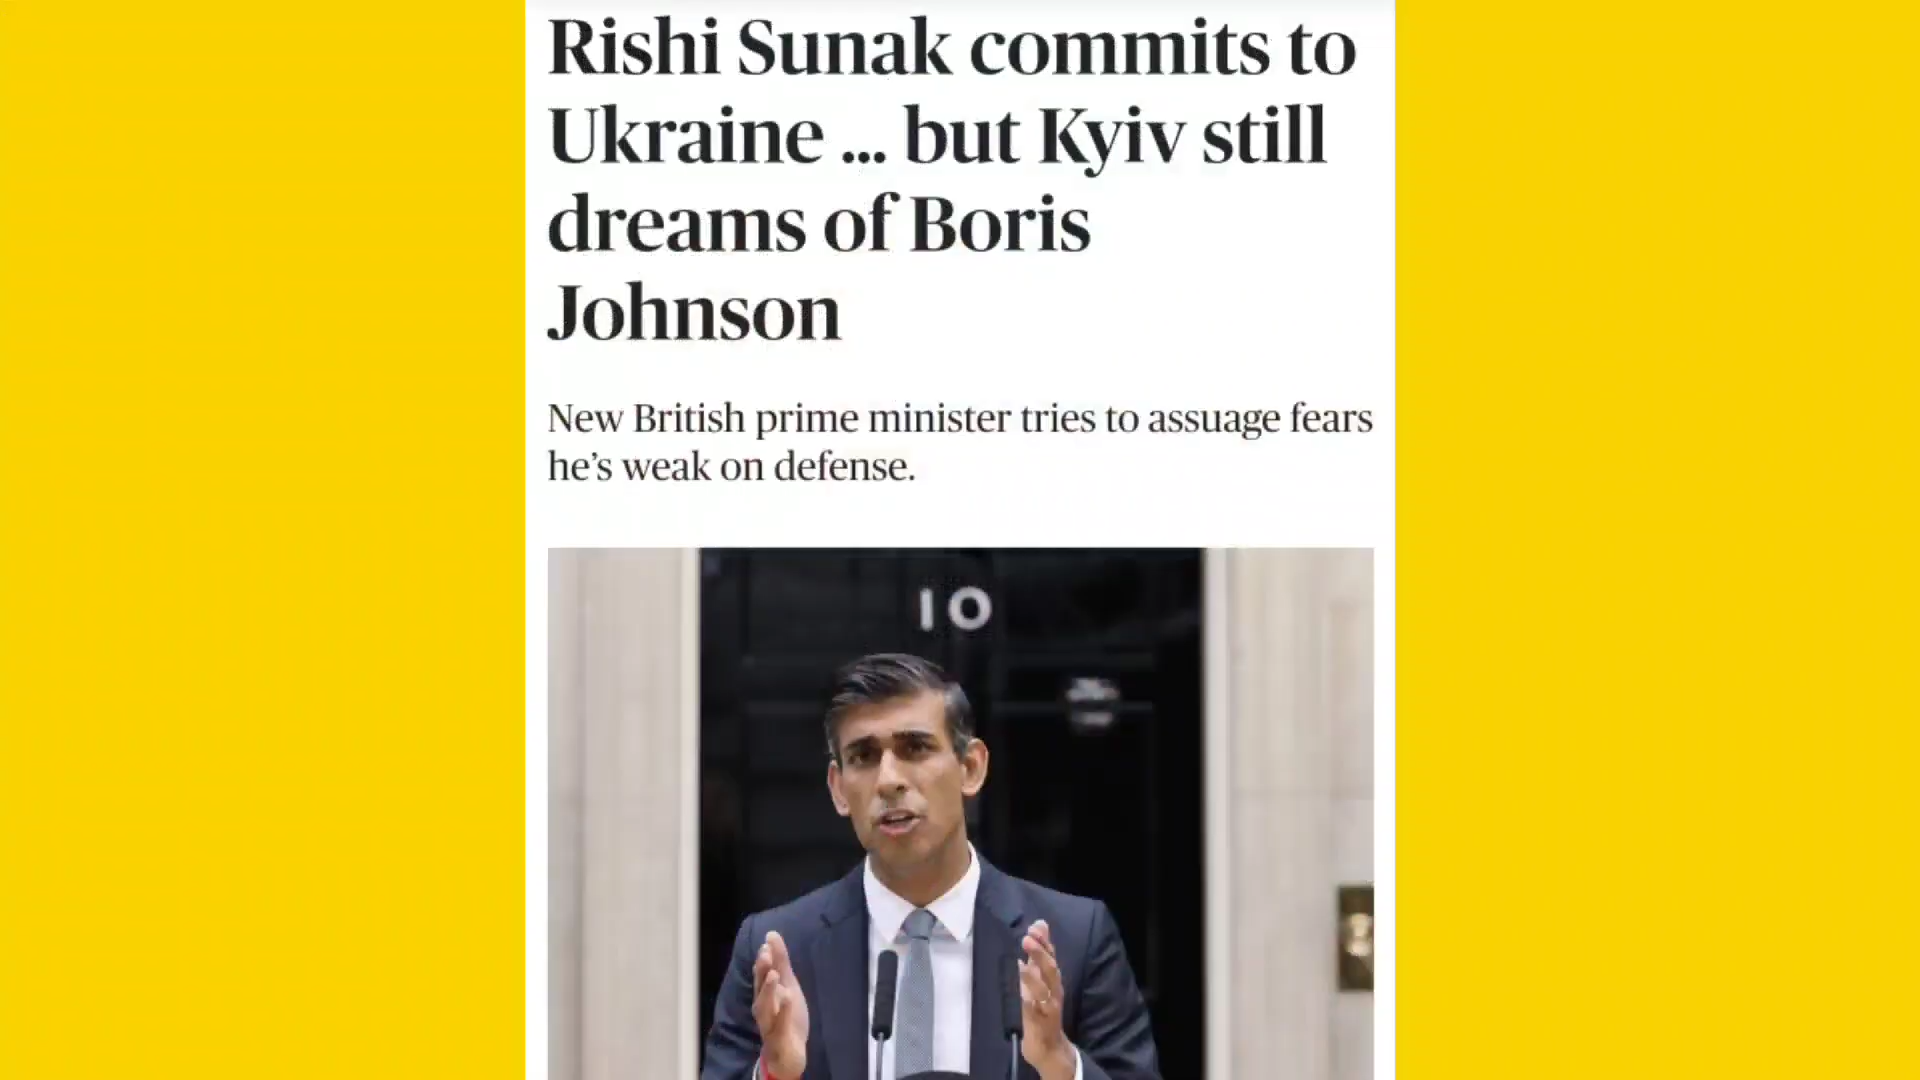 Rishi Sunak commits to
Ukraine ... but Kyiv still
dreams of Boris
Johnson
New British prime minister tries to assuage fears
he's weak on defense.
10